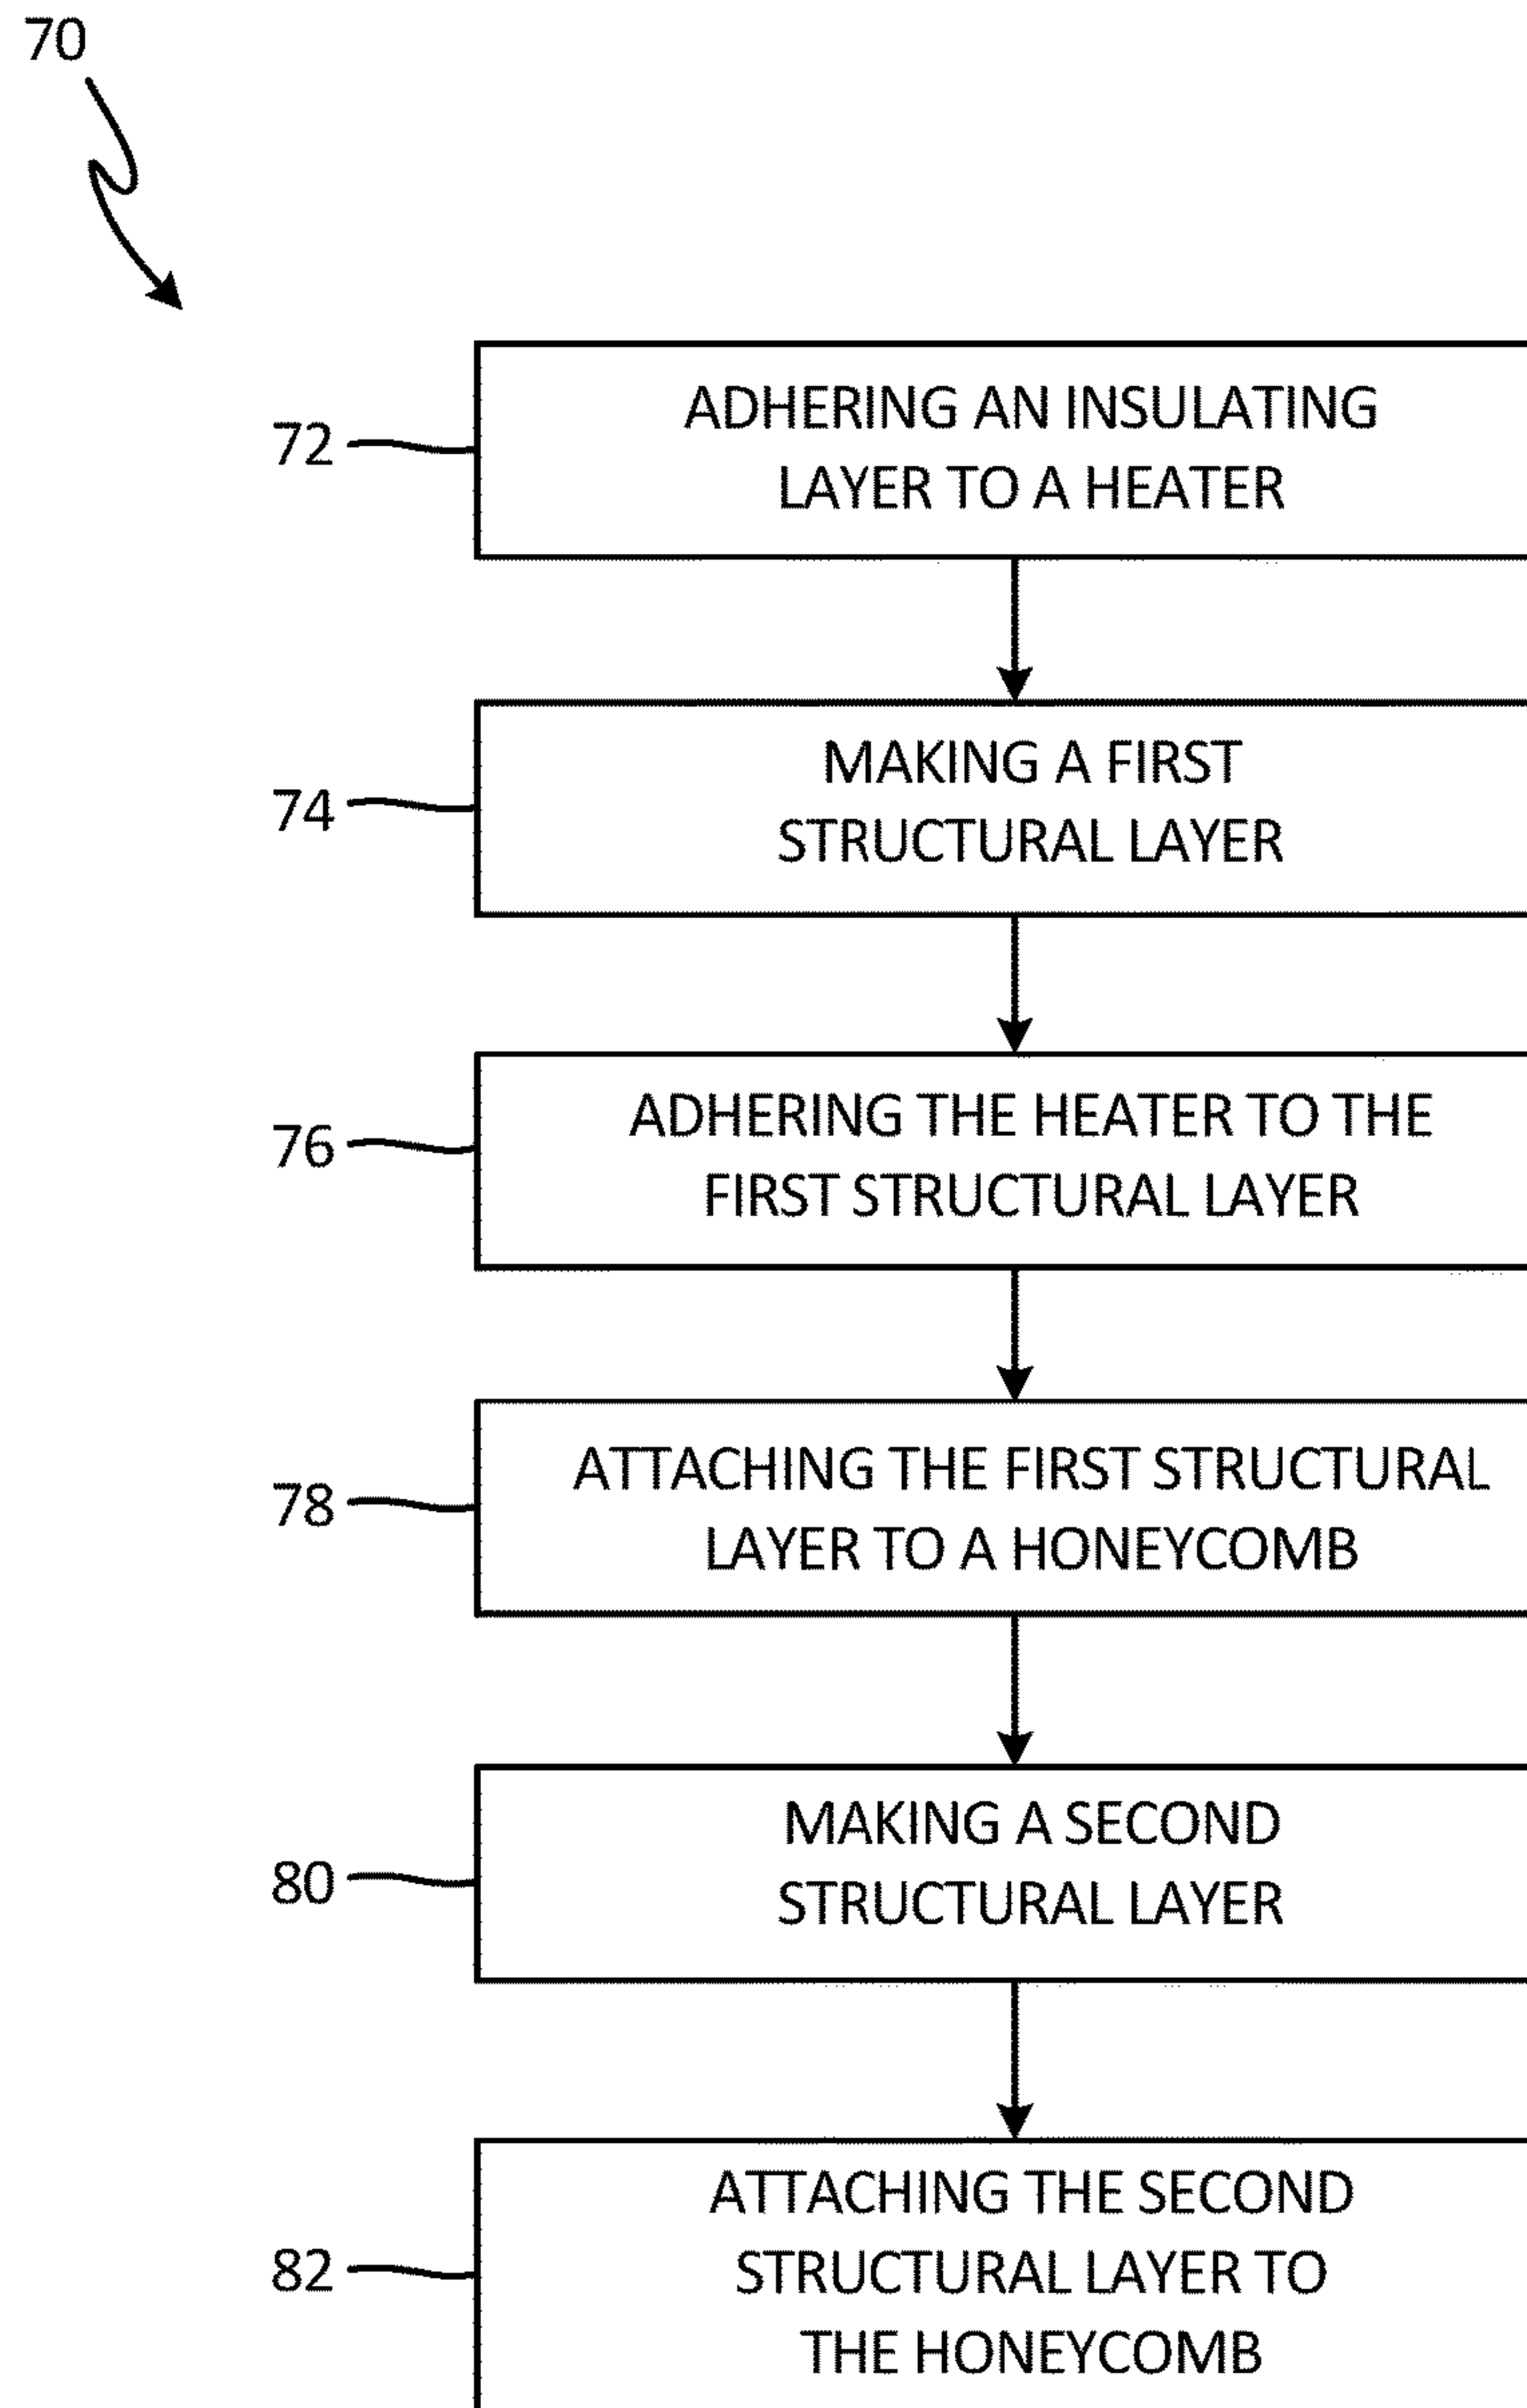 70
72
ADHERING AN INSULATING
LAYER TO A HEATER
74
MAKING A FIRST
STRUCTURAL LAYER
76
ADHERING THE HEATER TO THE
FIRST STRUCTURAL LAYER
78
ATTACHING THE FIRST STRUCTURAL
LAYER TO A HONEYCOMB
80
MAKING A SECOND
STRUCTURAL LAYER
82
ATTACHING THE SECOND
STRUCTURAL LAYER TO
THE HONEYCOMB